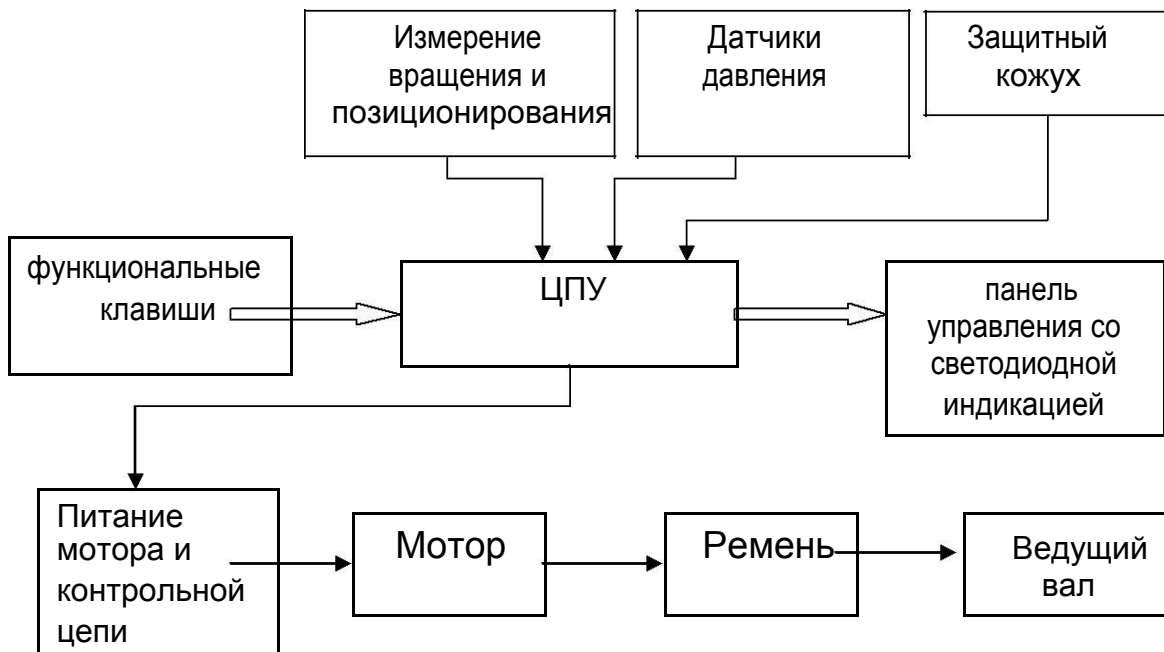 Измерение
вращения и
позиционирования
Датчики
давления
Защитный
кожух
функциональные
клавиши
ЦПУ
панель
управления со
светодиодной
индикацией
Питание
мотора и
контрольной
цепи
Мотор
Ремень
Ведущий
вал